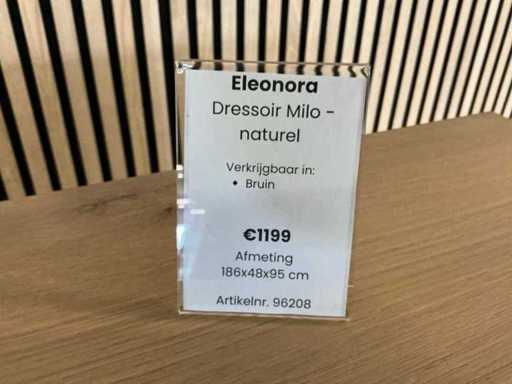 Eleonora
Dressoir Milo -
naturel
Verkrijgbaar in:
• Bruin
€1199
Afmeting
186x48x95 cm
Artikelnr. 96208